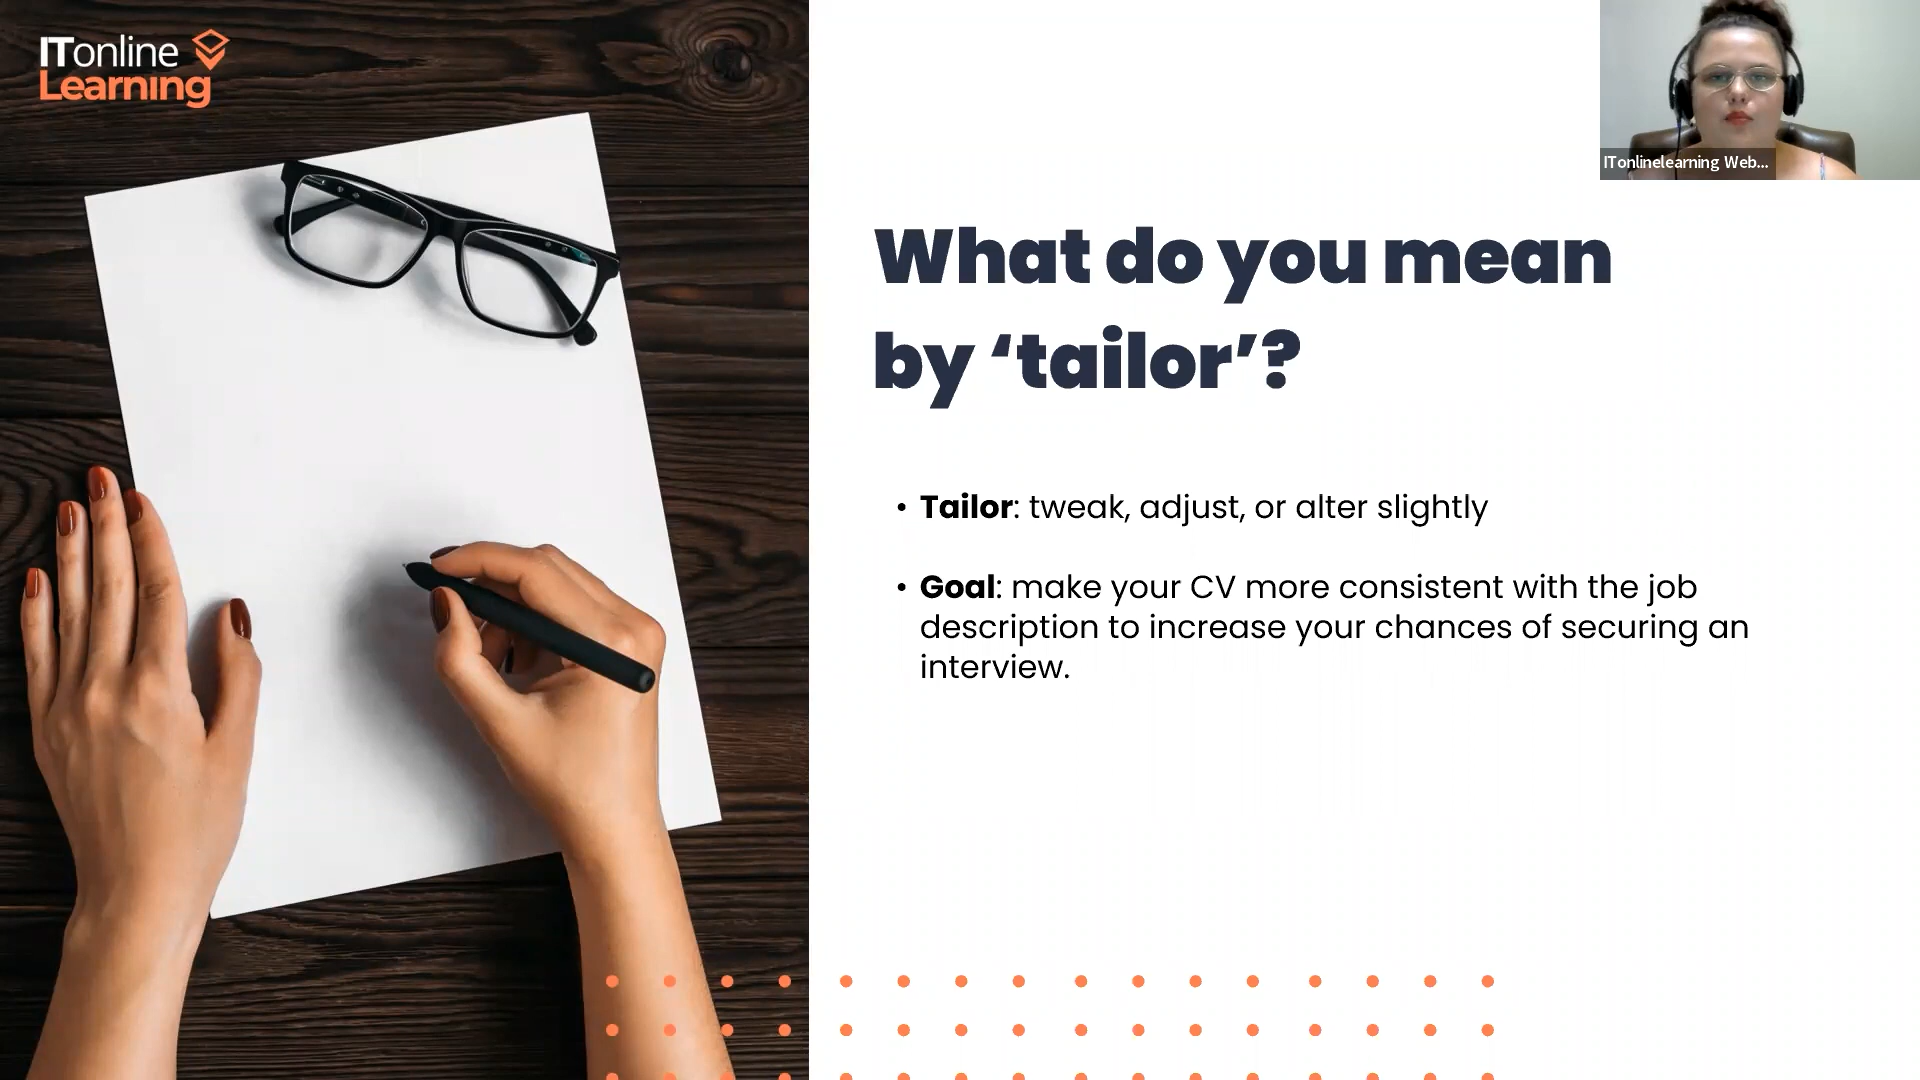 ITonline
Learning
ITonlinelearning Web...
What do you mean
by ‘tailor’?
• Tailor: tweak, adjust, or alter slightly
• Goal: make your CV more consistent with the job
description to increase your chances of securing an
interview.